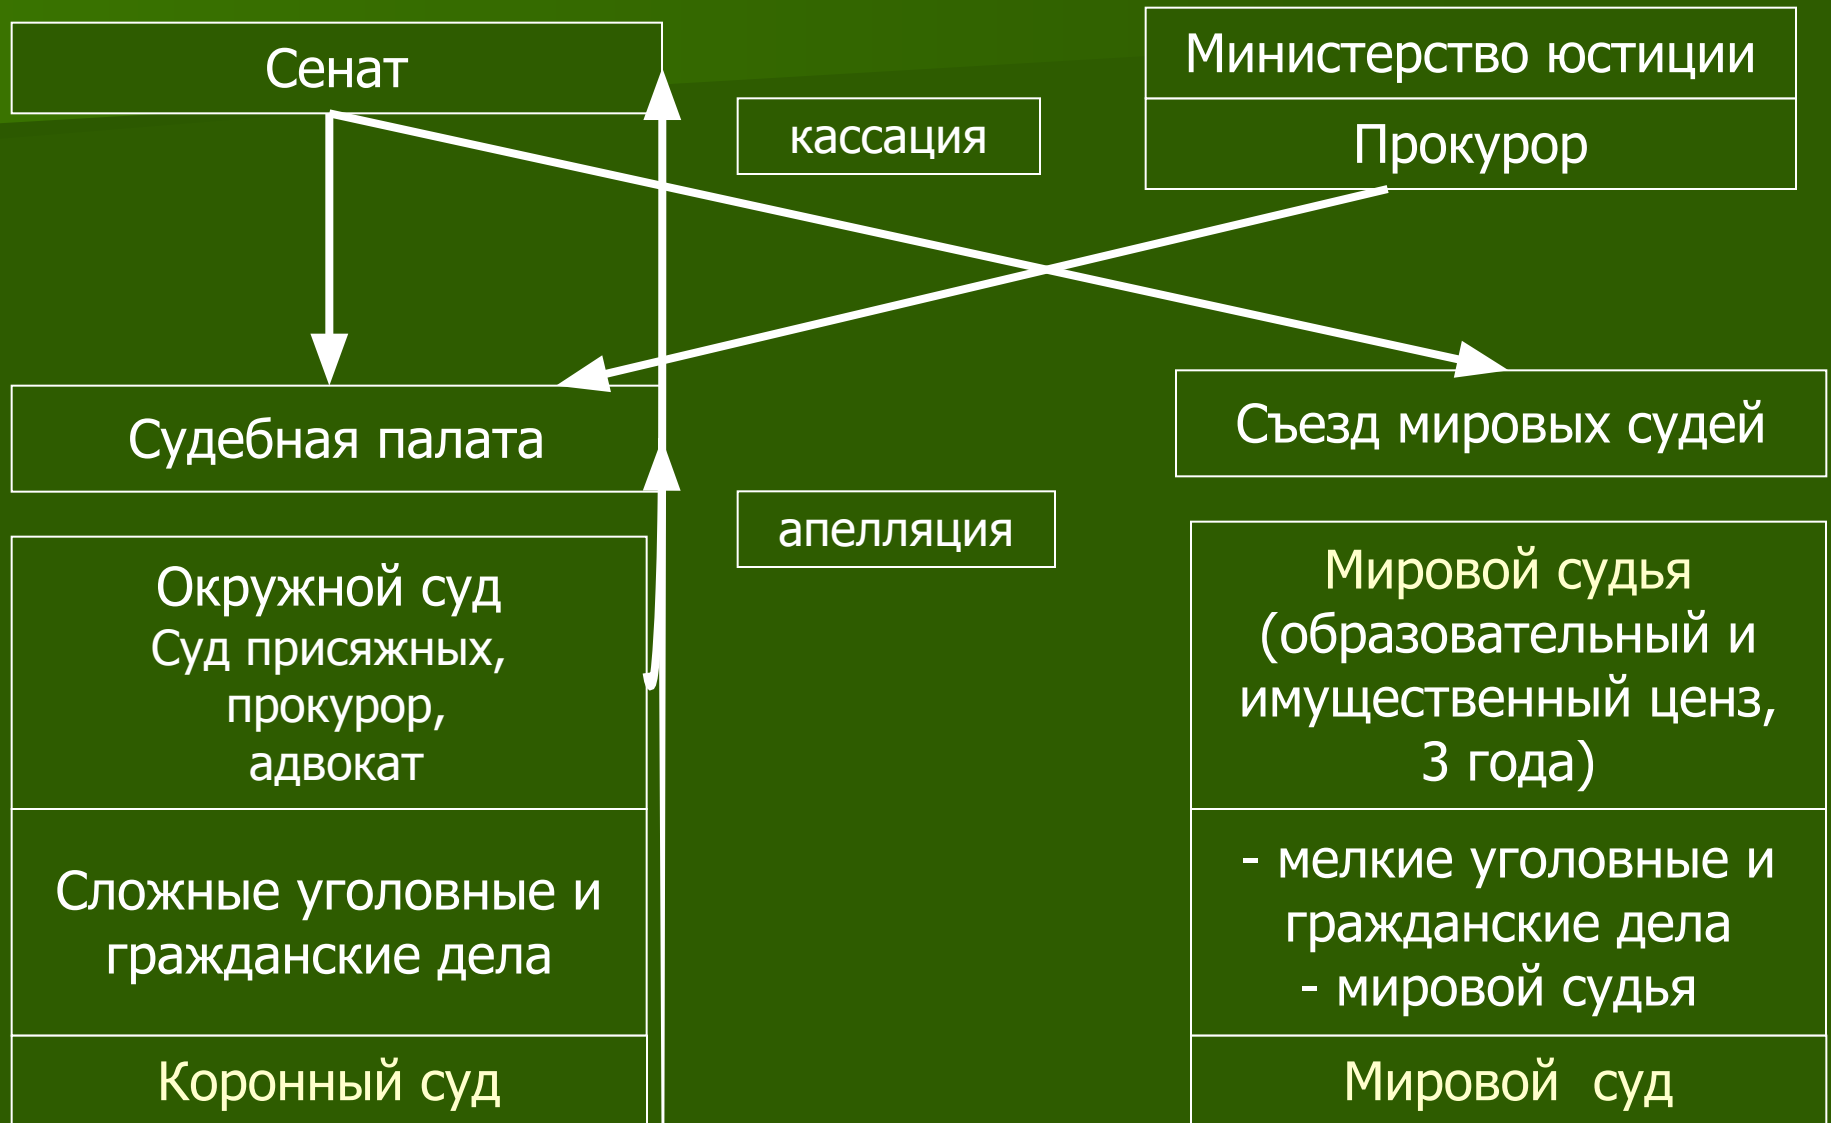 Сенат
Министерство юстиции
кассация
Прокурор
Судебная палата
Съезд мировых судей
апелляция
Окружной суд
Суд присяжных,
прокурор,
адвокат
Мировой судья
(образовательный и
имущественный ценз,
3 года)
Сложные уголовные и
гражданские дела
- мелкие уголовные и
гражданские дела
- мировой судья
Коронный суд
Мировой суд